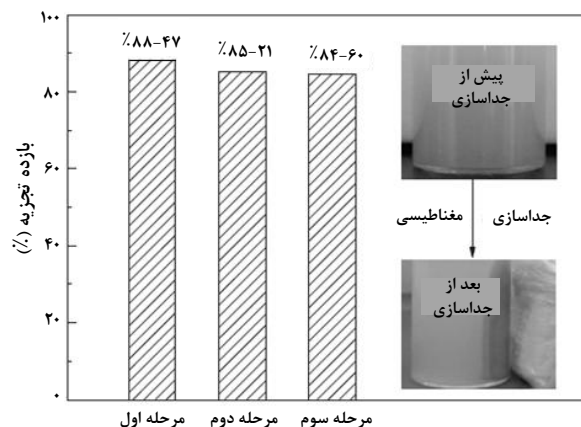 بازده تجزیه (٪)
۱۰۰
۸۰
۶۰
۴۰
۲۰
۰
٪۸۸-۴۷
٪۸۵-۲۱
٪۸۴-۶۰
مرحله اول
مرحله دوم
مرحله سوم
پیش از
جداسازی
جداسازی مغناطیسی
بعد از
جداسازی